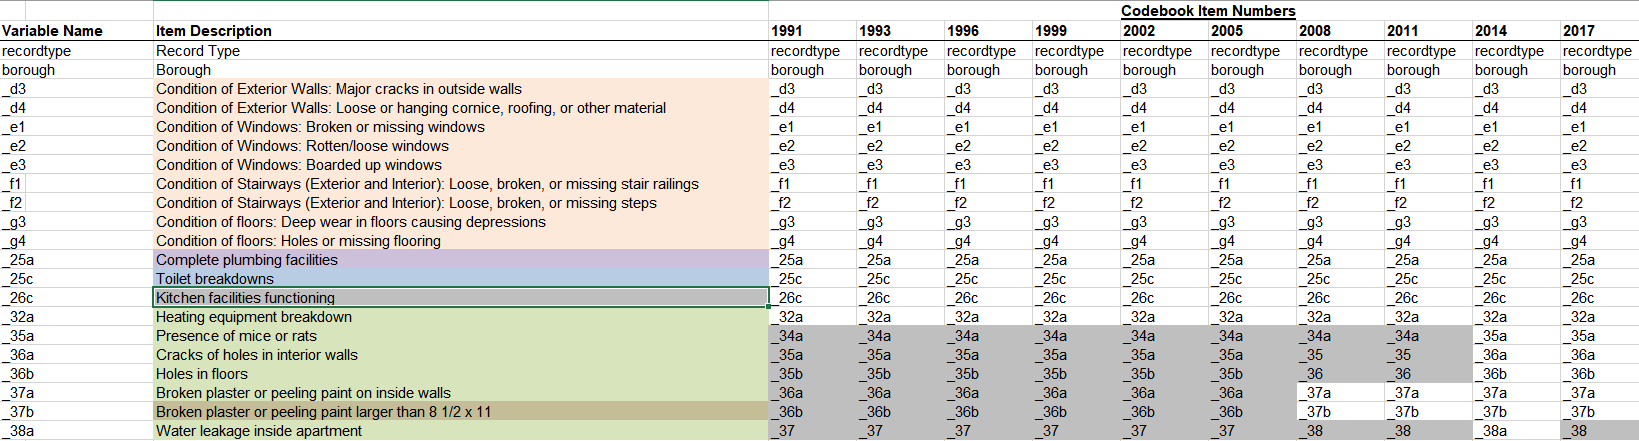 Codebook Item Numbers
Variable Name Item Description 1991 1993 1996 1999 2002 2005 2008 2011 2014 2017
recordtype Record Type recordtype recordtype recordtype recordtype recordtype recordtype recordtype recordtype recordtype recordtype
borough Borough borough borough borough borough borough borough borough borough borough borough
_d3 Condition of Exterior Walls: Major cracks in outside walls _d3 _d3 _d3 _d3 _d3 _d3 _d3 _d3 _d3 _d3
_d4 Condition of Exterior Walls: Loose or hanging cornice, roofing, or other material _d4 _d4 _d4 _d4 _d4 _d4 _d4 _d4 _d4 _d4
_e1 Condition of Windows: Broken or missing windows _e1 _e1 _e1 _e1 _e1 _e1 _e1 _e1 _e1 _e1
_e2 Condition of Windows: Rotten/loose windows _e2 _e2 _e2 _e2 _e2 _e2 _e2 _e2 _e2 _e2
_e3 Condition of Windows: Boarded up windows _e3 _e3 _e3 _e3 _e3 _e3 _e3 _e3 _e3 _e3
_f1 Condition of Stairways (Exterior and Interior): Loose, broken, or missing stair railings _f1 _f1 _f1 _f1 _f1 _f1 _f1 _f1 _f1 _f1
_f2 Condition of Stairways (Exterior and Interior): Loose, broken, or missing steps _f2 _f2 _f2 _f2 _f2 _f2 _f2 _f2 _f2 _f2
_g3 Condition of floors: Deep wear in floors causing depressions _g3 _g3 _g3 _g3 _g3 _g3 _g3 _g3 _g3 _g3
_g4 Condition of floors: Holes or missing flooring _g4 _g4 _g4 _g4 _g4 _g4 _g4 _g4 _g4 _g4
_25a Complete plumbing facilities _25a _25a _25a _25a _25a _25a _25a _25a _25a _25a
_25c Toilet breakdowns _25c _25c _25c _25c _25c _25c _25c _25c _25c _25c
_26c Kitchen facilities functioning _26c _26c _26c _26c _26c _26c _26c _26c _26c _26c
_32a Heating equipment breakdown _32a _32a _32a _32a _32a _32a _32a _32a _32a _32a
_35a Presence of mice or rats _34a _34a _34a _34a _34a _34a _34a _34a _35a _35a
_36a Cracks of holes in interior walls _35a _35a _35a _35a _35a _35a _35 _35 _36a _36a
_36b Holes in floors _35b _35b _35b _35b _35b _35b _36 _36 _36b _36b
_37a Broken plaster or peeling paint on inside walls _36a _36a _36a _36a _36a _36a _37a _37a _37a _37a
_37b Broken plaster or peeling paint larger than 8 1/2 x 11 _36b _36b _36b _36b _36b _36b _37b _37b _37b _37b
_38a Water leakage inside apartment _37 _37 _37 _37 _37 _37 _38 _38 _38a _38